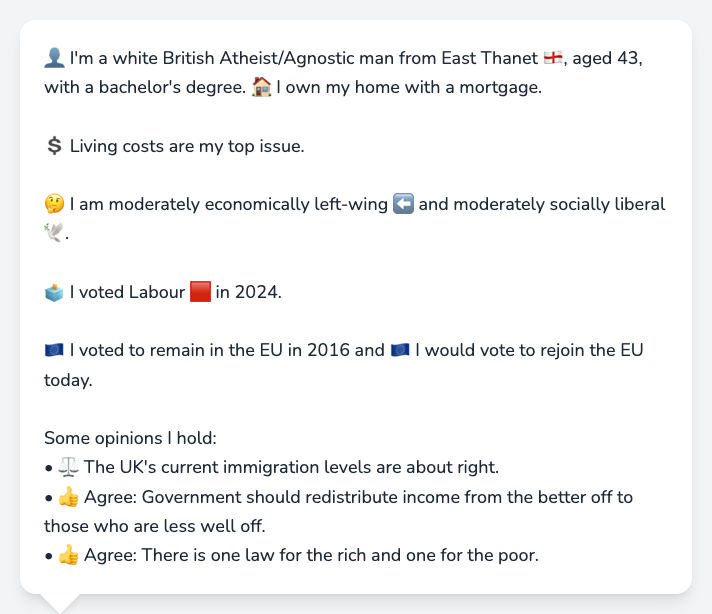 👤 I'm a white British Atheist/Agnostic man from East Thanet 🏴󠁧󠁢󠁥󠁮󠁧󠁿, aged 43,
with a bachelor's degree. 🏠 I own my home with a mortgage.
💲 Living costs are my top issue.
🤔 I am moderately economically left-wing ⬅️ and moderately socially liberal
🕊️.
🗳️ I voted Labour 🟥 in 2024.
🇪🇺 I voted to remain in the EU in 2016 and 🇪🇺 I would vote to rejoin the EU
today.
Some opinions I hold:
• ⚖️ The UK's current immigration levels are about right.
• 👍 Agree: Government should redistribute income from the better off to
those who are less well off.
• 👍 Agree: There is one law for the rich and one for the poor.